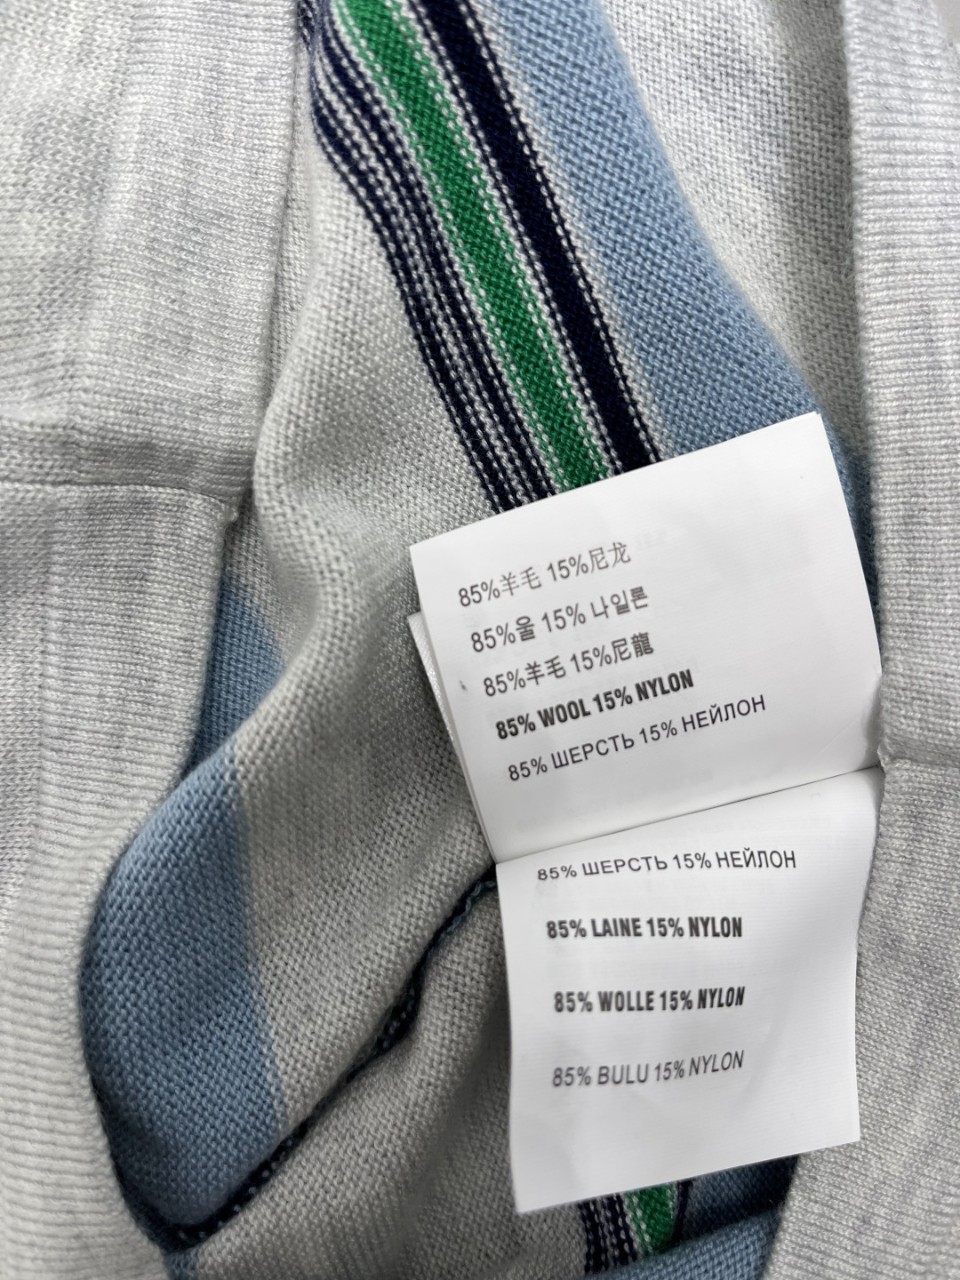 85%羊毛 15%尼龙
85%울 15% 나일론
85%羊毛 15%尼龍
85% WOOL 15% NYLON
85% ШЕРСТЬ 15% НЕЙЛОН
85% ШЕРСТЬ 15% НЕЙЛОН
85% LAINE 15% NYLON
85% WOLLE 15% NYLON
85% BULU 15% NYLON